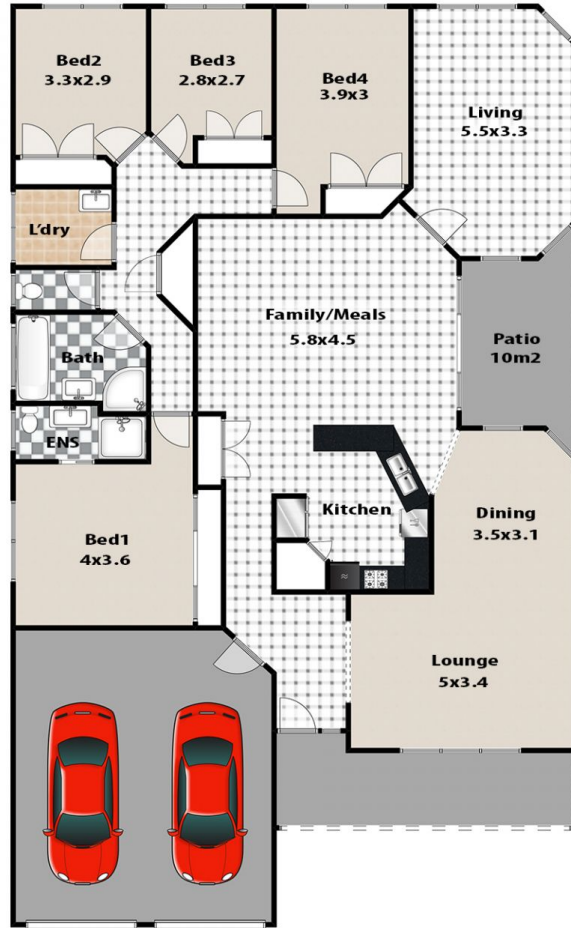 Bed2
3.3x2.9
Bed3
2.8x2.7
Bed4
3.9x3
Living
5.5x3.3
L'dry
Family/Meals
5.8x4.5
Patio
10m2
Bath
ENS
Kitchen
Dining
3.5x3.1
Bed1
4x3.6
Lounge
5x3.4